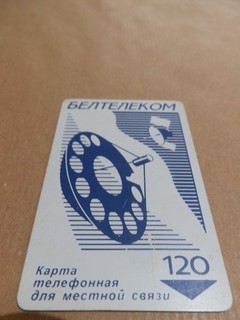 БЕЛТЕЛЕКОМ
Карта
телефонная
для местной связи
120